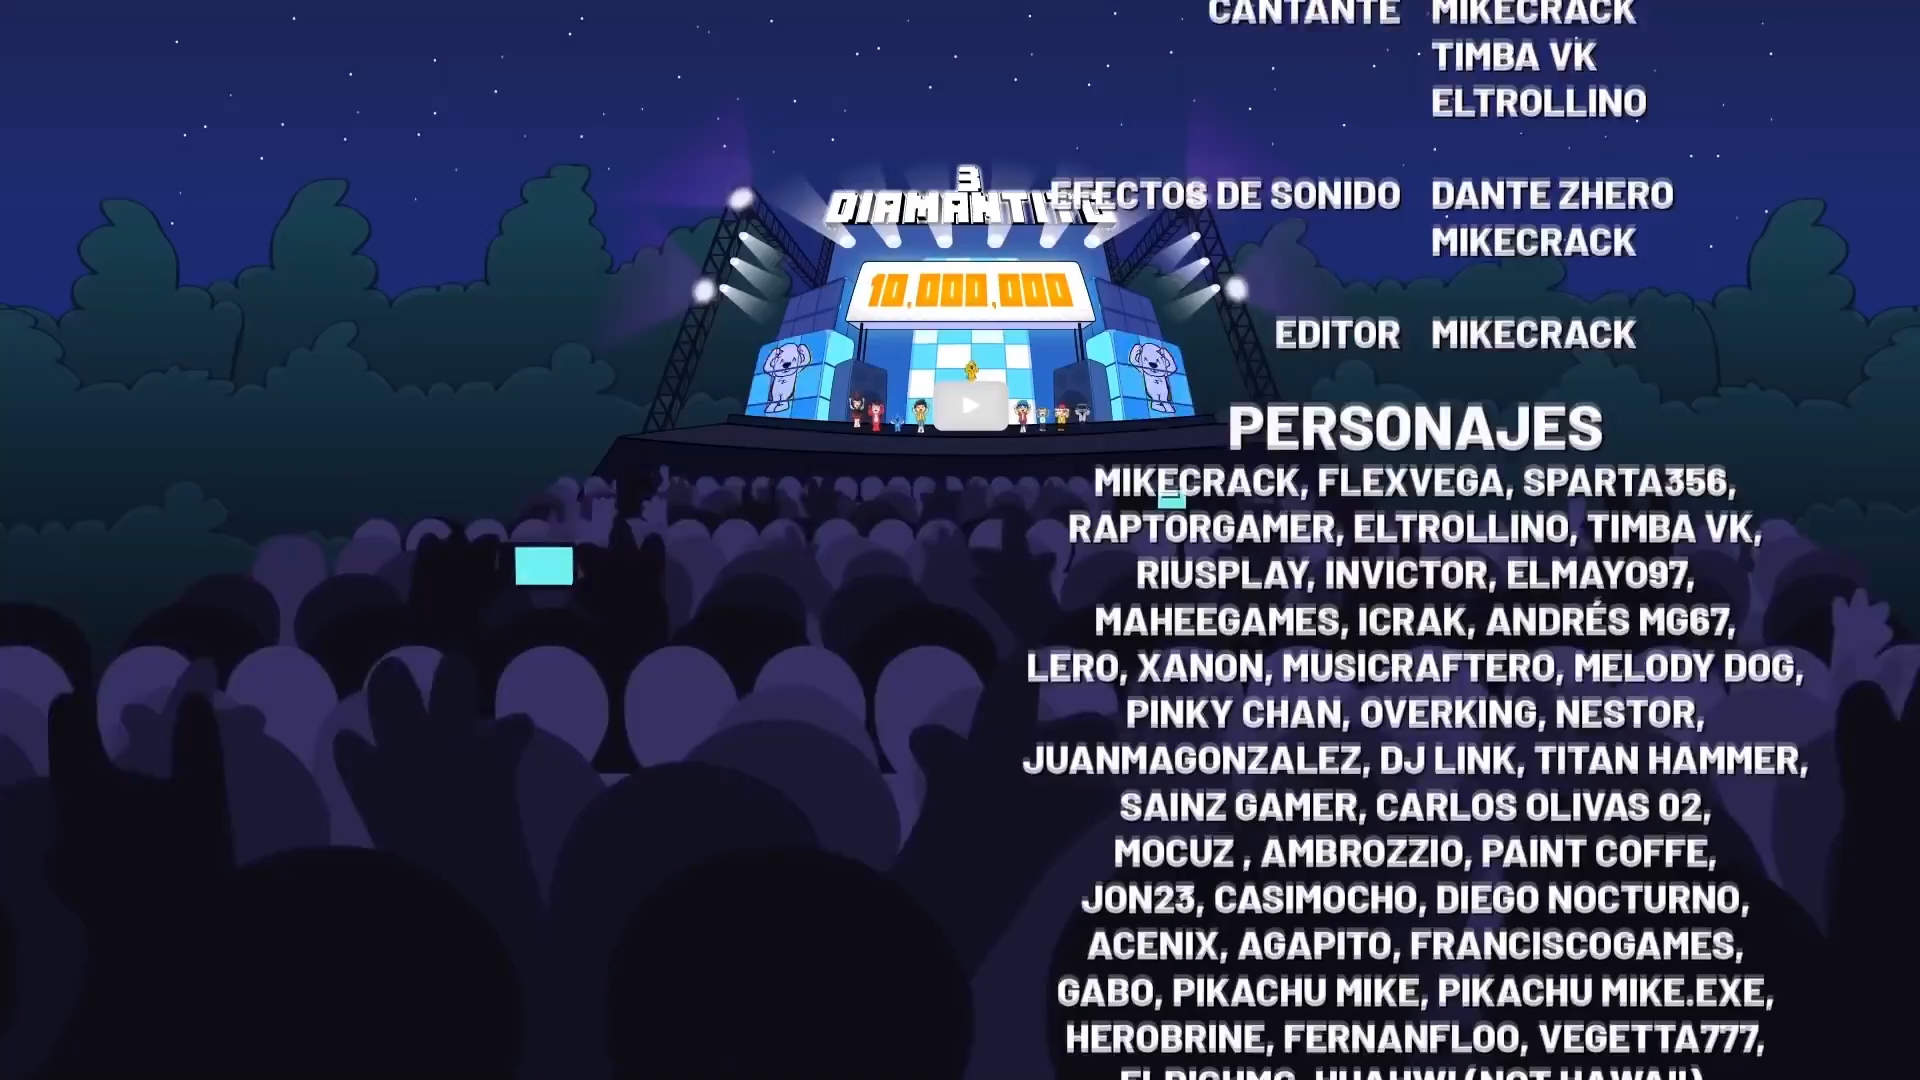 CANTANTE MIKECRACK
TIMBA VK
ELTROLLINO
3
DIAMANTITO
EFECTOS DE SONIDO DANTE ZHERO
MIKECRACK
10,000,000
EDITOR MIKECRACK
PERSONAJES
MIKECRACK, FLEXVEGA, SPARTA356,
RAPTORGAMER, ELTROLLINO, TIMBA VK,
RIUSPLAY, INVICTOR, ELMAYO97,
MAHEEGAMES, ICRAK, ANDRÉS MG67,
LERO, XANON, MUSICRAFTERO, MELODY DOG,
PINKY CHAN, OVERKING, NESTOR,
JUANMAGONZALEZ, DJ LINK, TITAN HAMMER,
SAINZ GAMER, CARLOS OLIVAS 02,
MOCUZ , AMBROZZIO, PAINT COFFE,
JON23, CASIMOCHO, DIEGO NOCTURNO,
ACENIX, AGAPITO, FRANCISCOGAMES,
GABO, PIKACHU MIKE, PIKACHU MIKE.EXE,
HEROBRINE, FERNANFLOO, VEGETTA777,